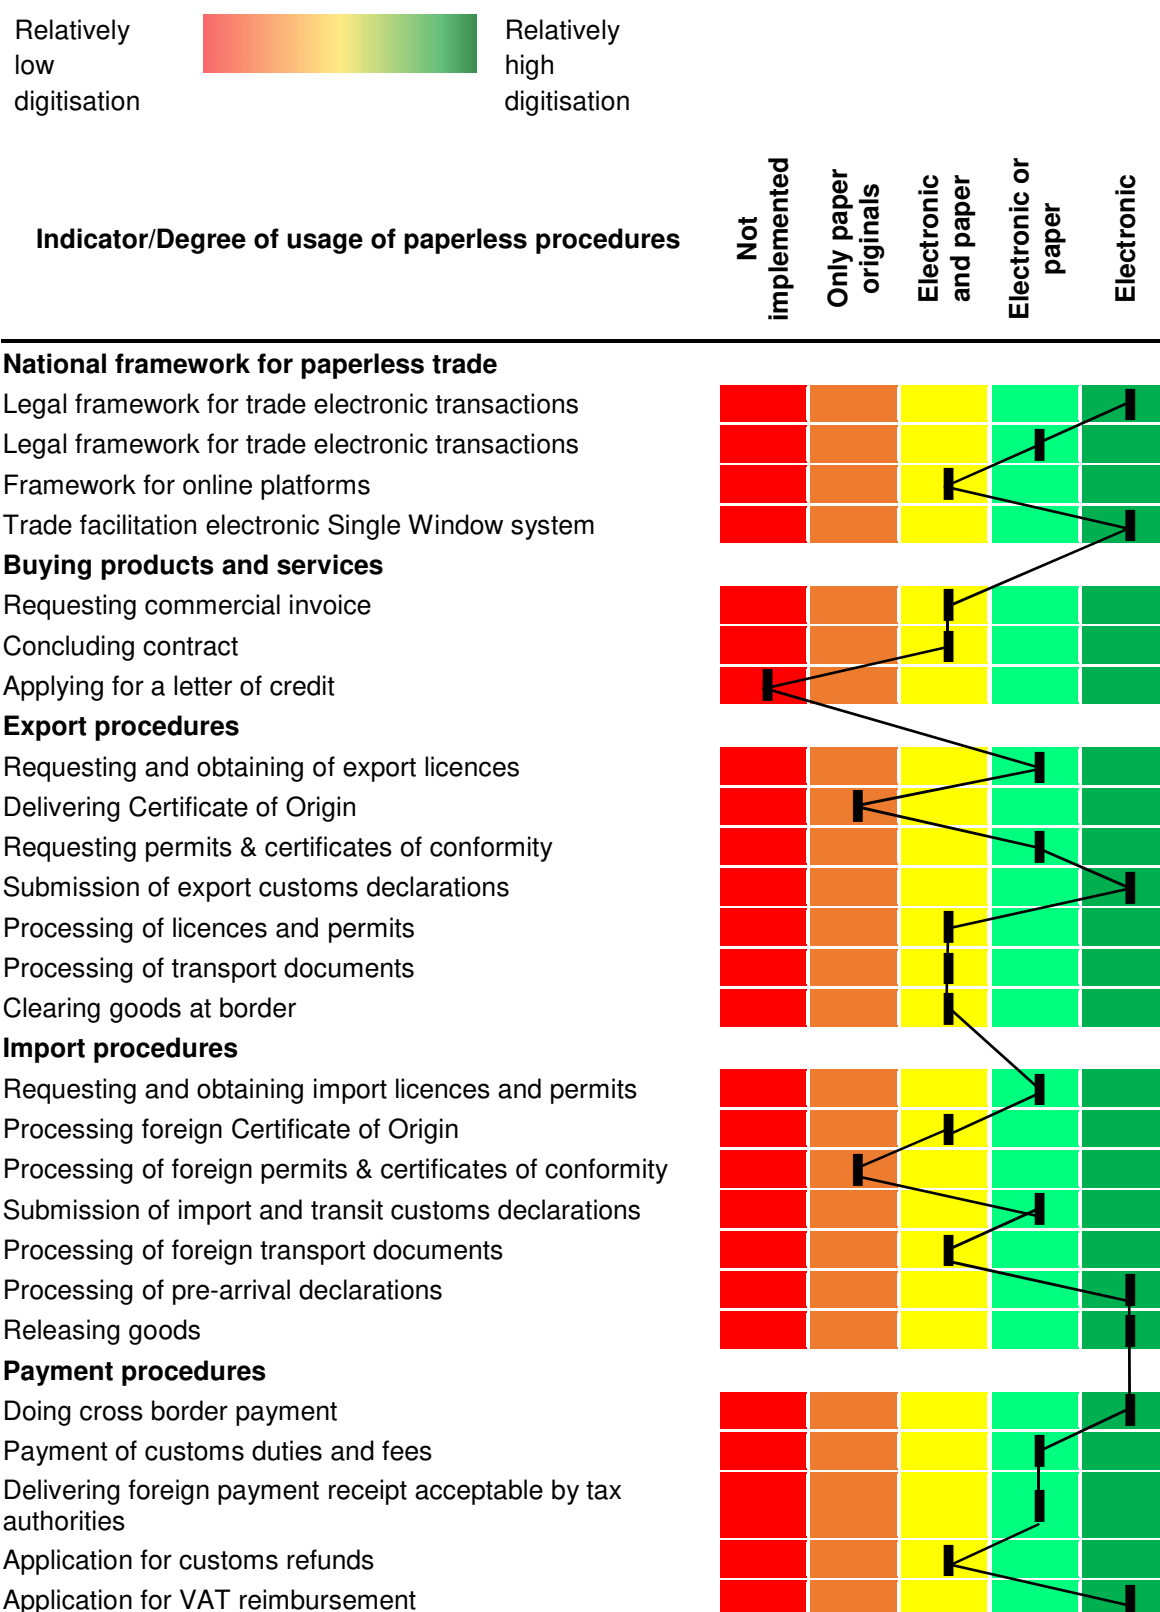 Relatively
low
digitisation
Relatively
high
digitisation
Indicator/Degree of usage of paperless procedures
Not
implemented
Only paper
originals
Electronic
and paper
Electronic or
paper
Electronic
National framework for paperless trade
Legal framework for trade electronic transactions
Legal framework for trade electronic transactions
Framework for online platforms
Trade facilitation electronic Single Window system
Buying products and services
Requesting commercial invoice
Concluding contract
Applying for a letter of credit
Export procedures
Requesting and obtaining of export licences
Delivering Certificate of Origin
Requesting permits & certificates of conformity
Submission of export customs declarations
Processing of licences and permits
Processing of transport documents
Clearing goods at border
Import procedures
Requesting and obtaining import licences and permits
Processing foreign Certificate of Origin
Processing of foreign permits & certificates of conformity
Submission of import and transit customs declarations
Processing of foreign transport documents
Processing of pre-arrival declarations
Releasing goods
Payment procedures
Doing cross border payment
Payment of customs duties and fees
Delivering foreign payment receipt acceptable by tax
authorities
Application for customs refunds
Application for VAT reimbursement